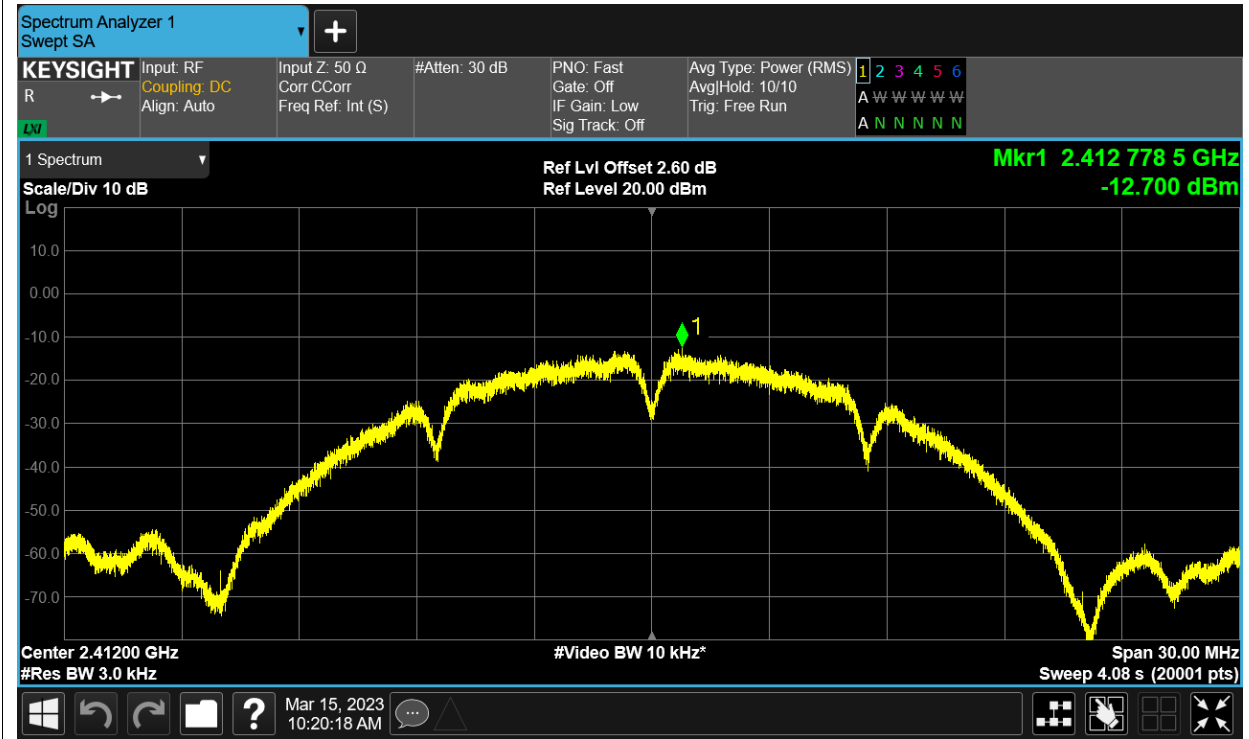 Spectrum Analyzer 1
Swept SA
+
KEYSIGHT
R
LXI
Input: RF
Coupling: DC
Align: Auto
Input Z: 50 Ω
Corr CCorr
Freq Ref: Int (S)
#Atten: 30 dB
PNO: Fast
Gate: Off
IF Gain: Low
Sig Track: Off
Avg Type: Power (RMS)
Avg|Hold: 10/10
Trig: Free Run
1 2 3 4 5 6
A W W W W W
A N N N N N
1 Spectrum
Scale/Div 10 dB
Log
Ref Lvl Offset 2.60 dB
Ref Level 20.00 dBm
Mkr1 2.412 778 5 GHz
-12.700 dBm
10.0
0.00
-10.0
-20.0
-30.0
-40.0
-50.0
-60.0
-70.0
1
Center 2.41200 GHz
#Res BW 3.0 kHz
#Video BW 10 kHz*
Span 30.00 MHz
Sweep 4.08 s (20001 pts)
?
Mar 15, 2023
10:20:18 AM